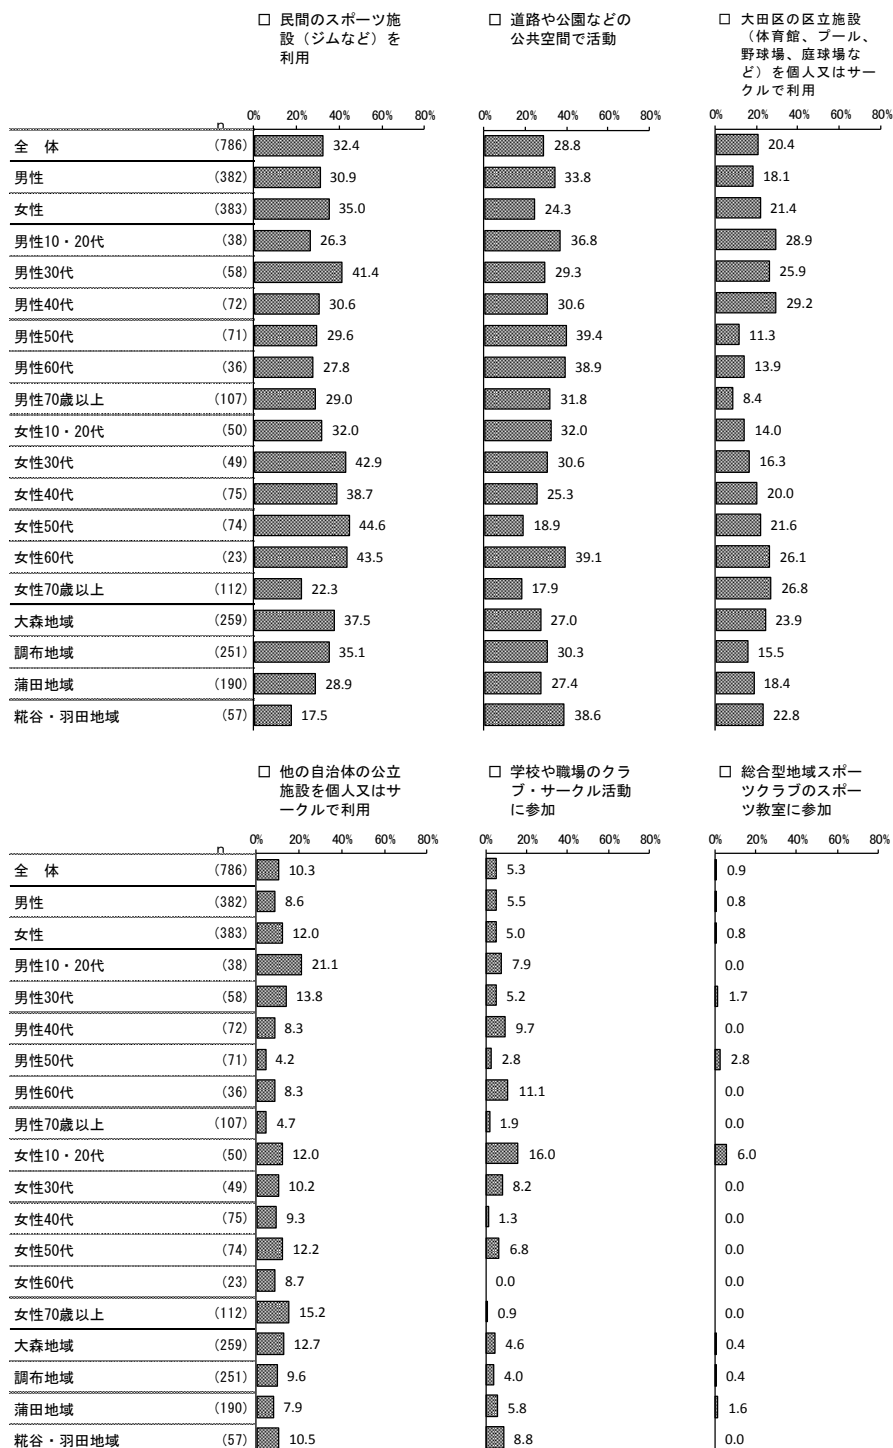 □ 民間のスポーツ施
設（ジムなど）を
利用
□ 道路や公園などの
公共空間で活動
□ 大田区の区立施設
（体育館、プール、
野球場、庭球場な
ど）を個人又はサー
クルで利用
n 0% 20% 40% 60% 80% 0% 20% 40% 60% 80% 0% 20% 40% 60% 80%
全 体 (786) 32.4 28.8 20.4
男性 (382) 30.9 33.8 18.1
女性 (383) 35.0 24.3 21.4
男性10・20代 (38) 26.3 36.8 28.9
男性30代 (58) 41.4 29.3 25.9
男性40代 (72) 30.6 30.6 29.2
男性50代 (71) 29.6 39.4 11.3
男性60代 (36) 27.8 38.9 13.9
男性70歳以上 (107) 29.0 31.8 8.4
女性10・20代 (50) 32.0 32.0 14.0
女性30代 (49) 42.9 30.6 16.3
女性40代 (75) 38.7 25.3 20.0
女性50代 (74) 44.6 18.9 21.6
女性60代 (23) 43.5 39.1 26.1
女性70歳以上 (112) 22.3 17.9 26.8
大森地域 (259) 37.5 27.0 23.9
調布地域 (251) 35.1 30.3 15.5
蒲田地域 (190) 28.9 27.4 18.4
糀谷・羽田地域 (57) 17.5 38.6 22.8
□ 他の自治体の公立
施設を個人又はサ
ークルで利用
□ 学校や職場のクラ
ブ・サークル活動
に参加
□ 総合型地域スポー
ツクラブのスポー
ツ教室に参加
n 0% 20% 40% 60% 80% 0% 20% 40% 60% 80% 0% 20% 40% 60% 80%
全 体 (786) 10.3 5.3 0.9
男性 (382) 8.6 5.5 0.8
女性 (383) 12.0 5.0 0.8
男性10・20代 (38) 21.1 7.9 0.0
男性30代 (58) 13.8 5.2 1.7
男性40代 (72) 8.3 9.7 0.0
男性50代 (71) 4.2 2.8 2.8
男性60代 (36) 8.3 11.1 0.0
男性70歳以上 (107) 4.7 1.9 0.0
女性10・20代 (50) 12.0 16.0 6.0
女性30代 (49) 10.2 8.2 0.0
女性40代 (75) 9.3 1.3 0.0
女性50代 (74) 12.2 6.8 0.0
女性60代 (23) 8.7 0.0 0.0
女性70歳以上 (112) 15.2 0.9 0.0
大森地域 (259) 12.7 4.6 0.4
調布地域 (251) 9.6 4.0 0.4
蒲田地域 (190) 7.9 5.8 1.6
糀谷・羽田地域 (57) 10.5 8.8 0.0